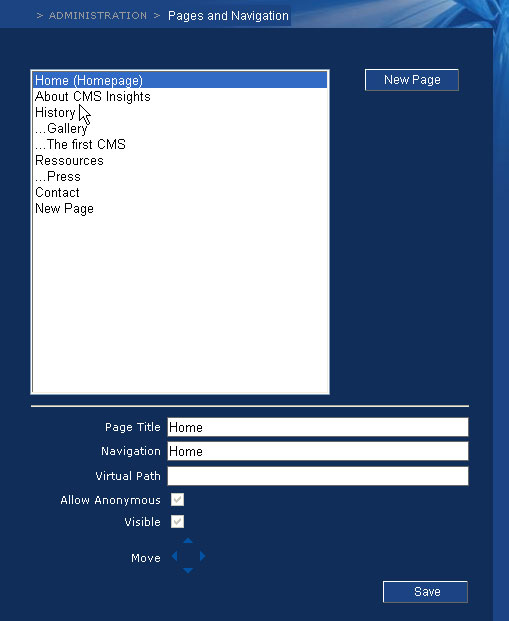 > ADMINISTRATION > Pages and Navigation
Home (Homepage)
New Page
About CMS Insights
History
...Gallery
...The first CMS
Ressources
...Press
Contact
New Page
Page Title Home
Navigation Home
Virtual Path
Allow Anonymous
Visible
Move
Save